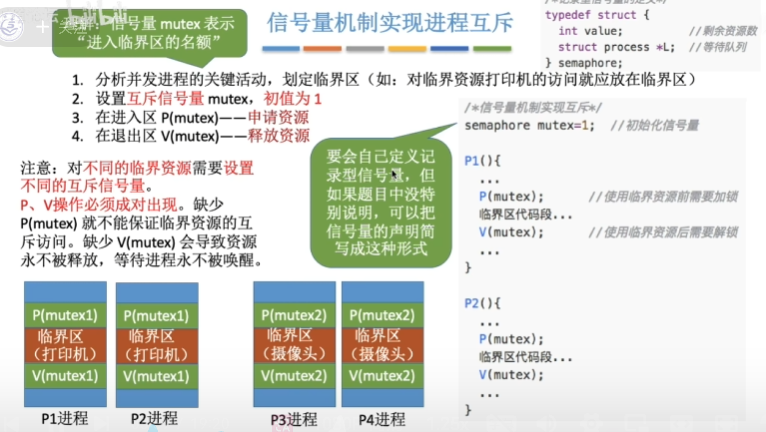 信号量 mutex 表示
“进入临界区的名额”
信号量机制实现进程互斥
typedef struct {
int value; //剩余资源数
struct process *L; //等待队列
} semaphore;
1. 分析并发进程的关键活动，划定临界区（如：对临界资源打印机的访问就应放在临界区）
2. 设置互斥信号量 mutex，初值为 1
3. 在进入区 P(mutex)——申请资源
4. 在退出区 V(mutex)——释放资源
注意：对不同的临界资源需要设置
不同的互斥信号量。
P、V操作必须成对出现。缺少
P(mutex) 就不能保证临界资源的互
斥访问。缺少 V(mutex) 会导致资源
永不被释放，等待进程永不被唤醒。
要会自己定义记
录型信号量，但
如果题目中没特
别说明，可以把
信号量的声明简
写成这种形式
/*信号量机制实现互斥*/
semaphore mutex=1; //初始化信号量
P1(){
...
P(mutex); //使用临界资源前需要加锁
临界区代码段...
V(mutex); //使用临界资源后需要解锁
...
}
P2(){
...
P(mutex);
临界区代码段...
V(mutex);
...
}
P(mutex1)
临界区
（打印机）
V(mutex1)
P1进程
P(mutex1)
临界区
（打印机）
V(mutex1)
P2进程
P(mutex2)
临界区
（摄像头）
V(mutex2)
P3进程
P(mutex2)
临界区
（摄像头）
V(mutex2)
P4进程